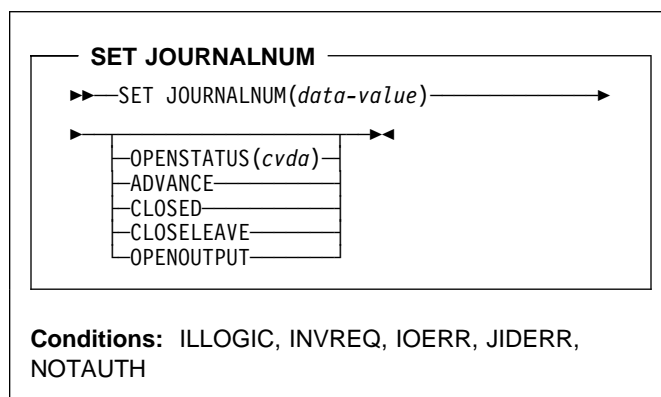 SET JOURNALNUM
SET JOURNALNUM(data-value)
OPENSTATUS(cvda)
ADVANCE
CLOSED
CLOSELEAVE
OPENOUTPUT
Conditions: ILLOGIC, INVREQ, IOERR, JIDERR,
NOTAUTH